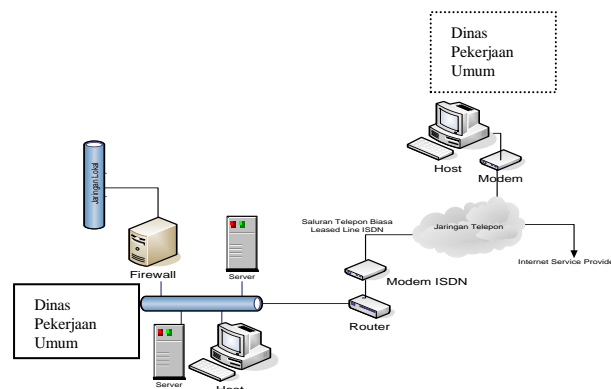 Dinas
Pekerjaan
Umum
Host
Modem
Jaringan Lokal
Saluran Telepon Biasa
Leased Line ISDN
Jaringan Telepon
Internet Service Provide
Firewall
Server
Modem ISDN
Router
Dinas
Pekerjaan
Umum
Server
Host